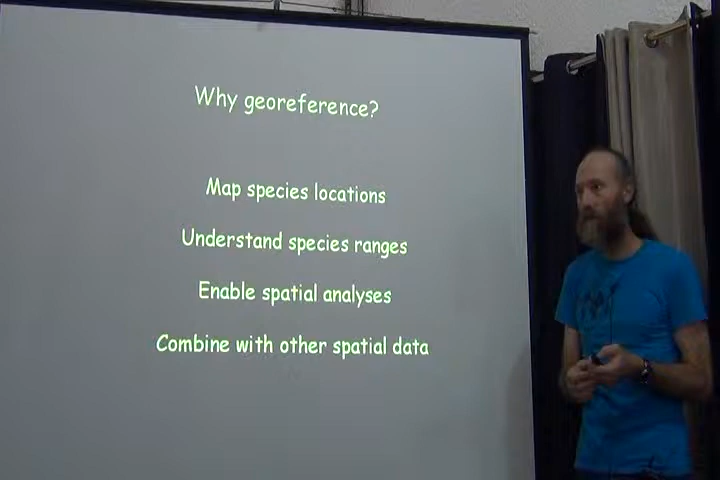 Why georeference?
Map species locations
Understand species ranges
Enable spatial analyses
Combine with other spatial data